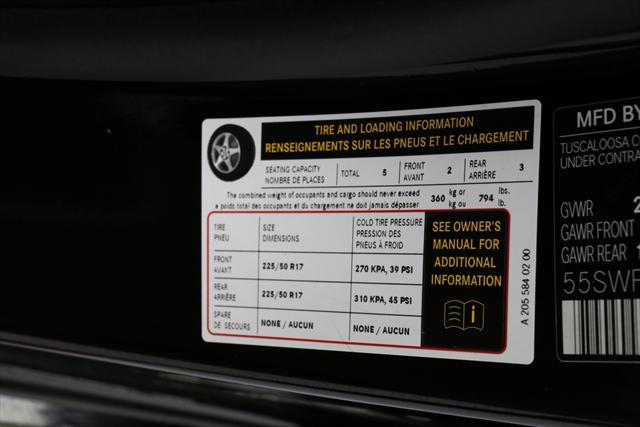 TIRE AND LOADING INFORMATION
RENSEIGNEMENTS SUR LES PNEUS ET LE CHARGEMENT
SEATING CAPACITY
NOMBRE DE PLACES
TOTAL 5
FRONT
AVANT
2
REAR
ARRIÈRE
3
The combined weight of occupants and cargo should never exceed
e poids total des occupants et du chargement ne doit jamais dépasser
360 kg or
kg ou
794 lbs.
lb.
TIRE
PNEU
SIZE
DIMENSIONS
COLD TIRE PRESSURE
PRESSION DES
PNEUS À FROID
FRONT
AVANT
225/50 R17
270 KPA, 39 PSI
REAR
ARRIÈRE
225/50 R17
310 KPA, 45 PSI
SPARE
DE SECOURS
NONE / AUCUN
NONE / AUCUN
SEE OWNER'S
MANUAL FOR
ADDITIONAL
INFORMATION
A 205 584 02 00
MFD BY
TUSCALOOSA
UNDER CONTRA
GVWR 2
GAWR FRONT
GAWR REAR 1
55SWF